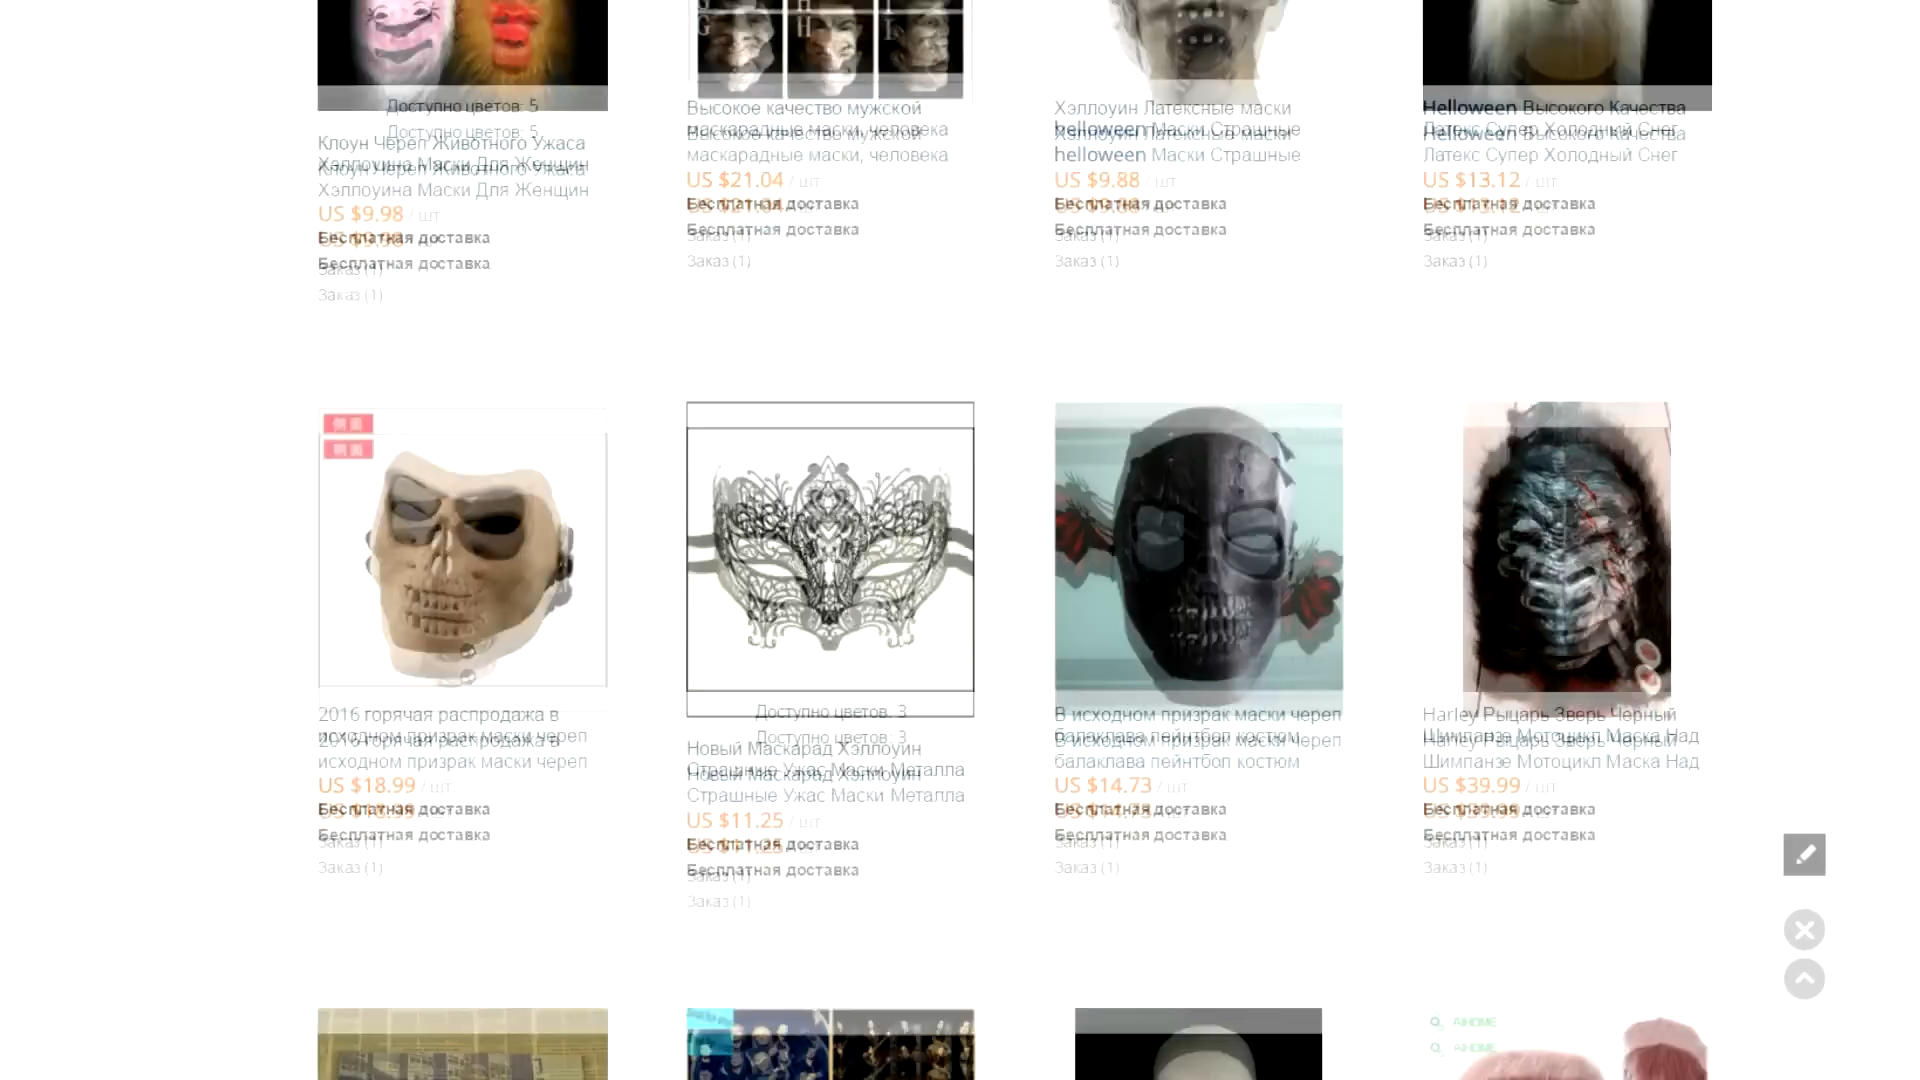 G H I
Доступно цветов: 5
Клоун Череп Животного Ужаса
Хэллоуина Маски Для Женщин
US $9.98 / шт
Бесплатная доставка
Заказ (1)
Высокое качество мужской
маскарадные маски, человека
US $21.04 / шт
Бесплатная доставка
Заказ (1)
Хэллоуин Латексные маски
helloween Маски Страшные
US $9.88 / шт
Бесплатная доставка
Заказ (1)
Helloween Высокого Качества
Латекс Супер Холодный Снег
US $13.12 / шт
Бесплатная доставка
Заказ (1)
2016 горячая распродажа в
исходном призрак маски череп
US $18.99 / шт
Бесплатная доставка
Заказ (1)
Доступно цветов: 3
Новый Маскарад Хэллоуин
Страшные Ужас Маски Металла
US $11.25 / шт
Бесплатная доставка
Заказ (1)
В исходном призрак маски череп
балаклава пейнтбол костюм
US $14.73 / шт
Бесплатная доставка
Заказ (1)
Harley Рыцарь Зверь Черный
Шимпанзе Мотоцикл Маска Над
US $39.99 / шт
Бесплатная доставка
Заказ (1)
AIHOME